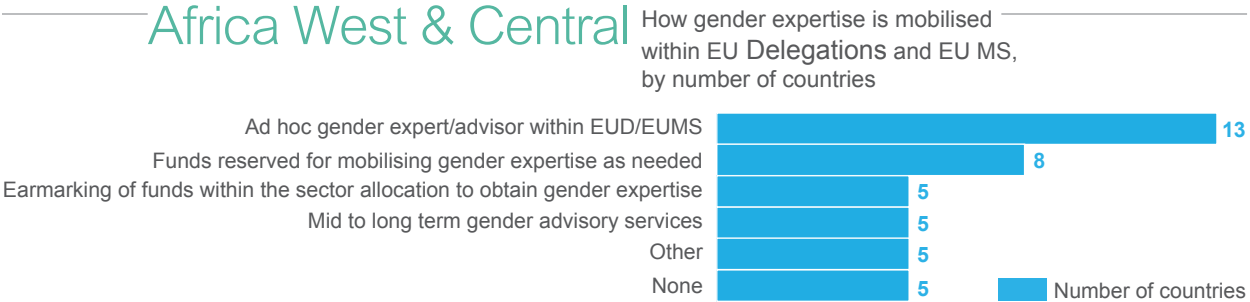 Africa West & Central
How gender expertise is mobilised
within EU Delegations and EU MS,
by number of countries
Ad hoc gender expert/advisor within EUD/EUMS 13
Funds reserved for mobilising gender expertise as needed 8
Earmarking of funds within the sector allocation to obtain gender expertise 5
Mid to long term gender advisory services 5
Other 5
None 5
Number of countries